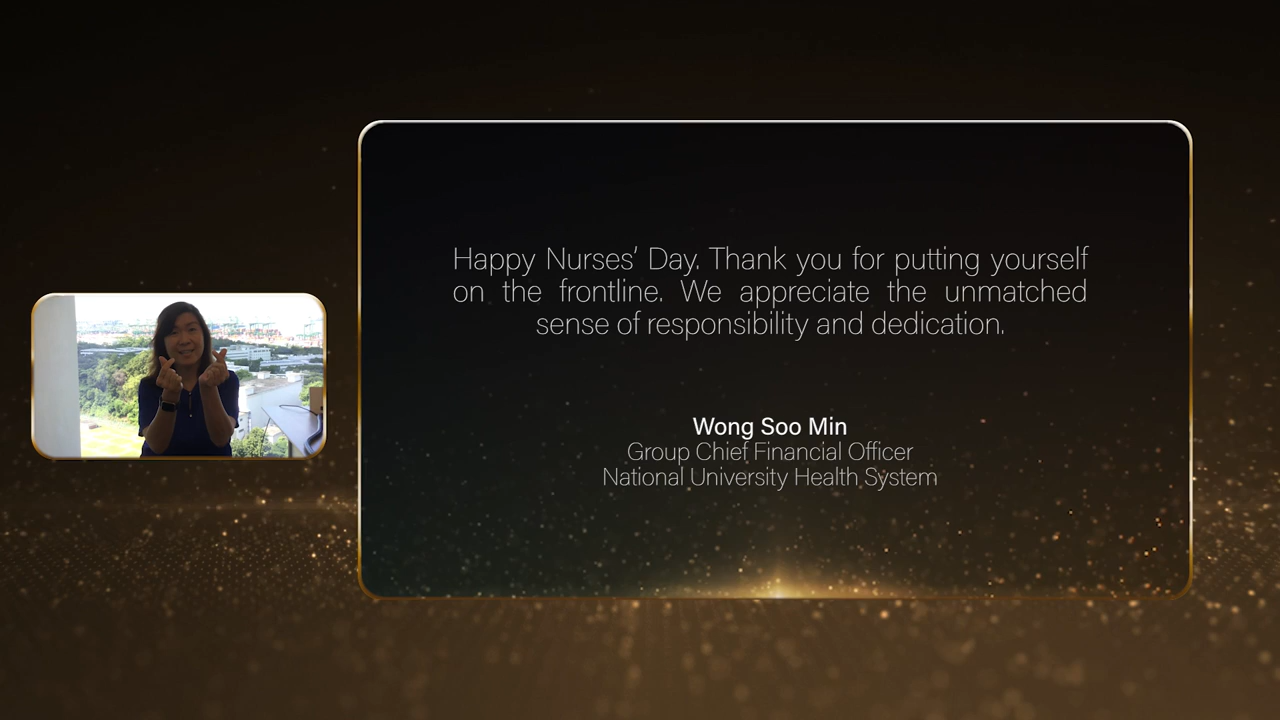 Happy Nurses’ Day. Thank you for putting yourself
on the frontline. We appreciate the unmatched
sense of responsibility and dedication.
Wong Soo Min
Group Chief Financial Officer
National University Health System